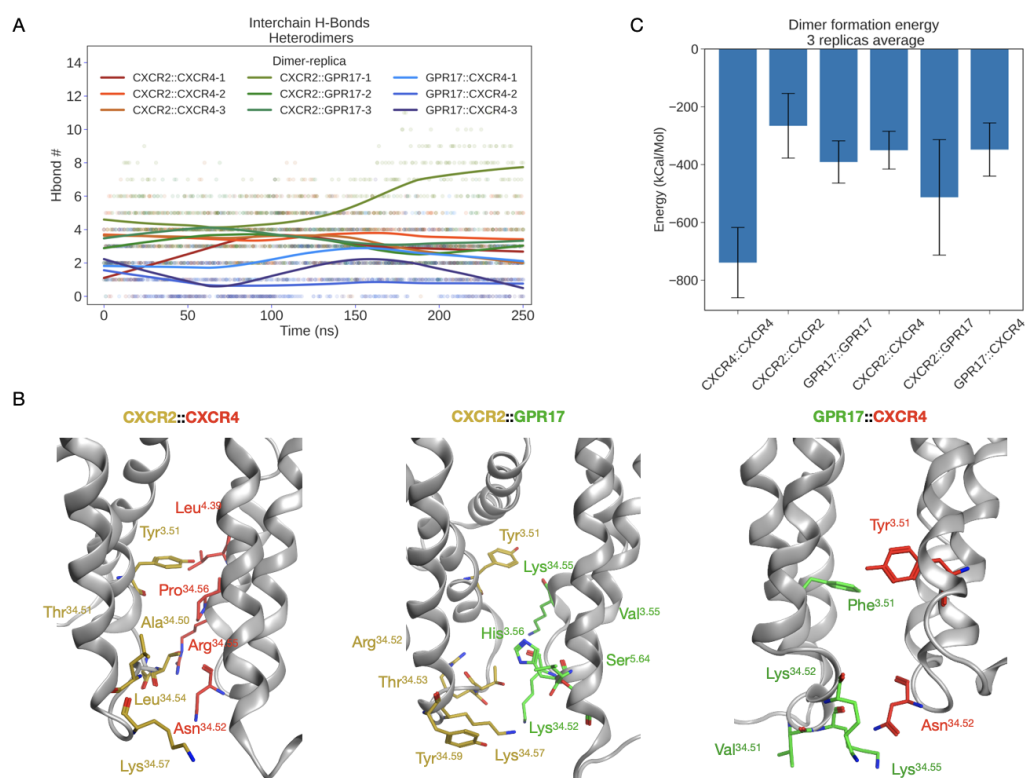 A
Interchain H-Bonds
Heterodimers
Hbond #
14
12
10
8
6
4
2
0
Dimer-replica
CXCR2::CXCR4-1
CXCR2::CXCR4-2
CXCR2::CXCR4-3
CXCR2::GPR17-1
CXCR2::GPR17-2
CXCR2::GPR17-3
GPR17::CXCR4-1
GPR17::CXCR4-2
GPR17::CXCR4-3
0 50 100 150 200 250
Time (ns)
C
Dimer formation energy
3 replicas average
Energy (kCal/Mol)
0
−200
−400
−600
−800
CXCR4::CXCR4
CXCR2::CXCR2
GPR17::GPR17
CXCR2::CXCR4
CXCR2::GPR17
GPR17::CXCR4
B
CXCR2::CXCR4
Leu4.39
Tyr3.51
Pro34.56
Thr34.51
Ala34.50
Leu34.54
Asn34.52
Lys34.57
CXCR2::GPR17
Tyr3.51
Lys34.55
Val3.55
His3.56
Arg34.52
Ser5.64
Thr34.53
Lys34.52
Lys34.57
Tyr34.59
GPR17::CXCR4
Tyr3.51
Phe3.51
Lys34.52
Asn34.52
Val34.51
Lys34.55